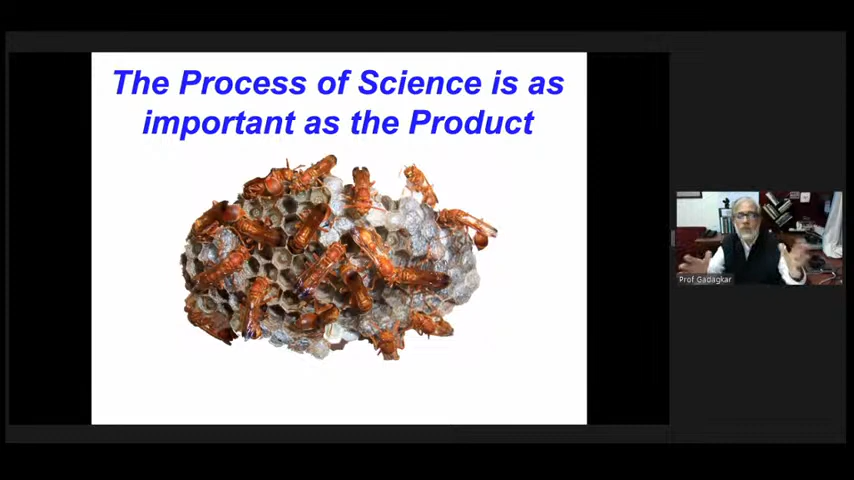 The Process of Science is as
important as the Product
Prof Gadagkar